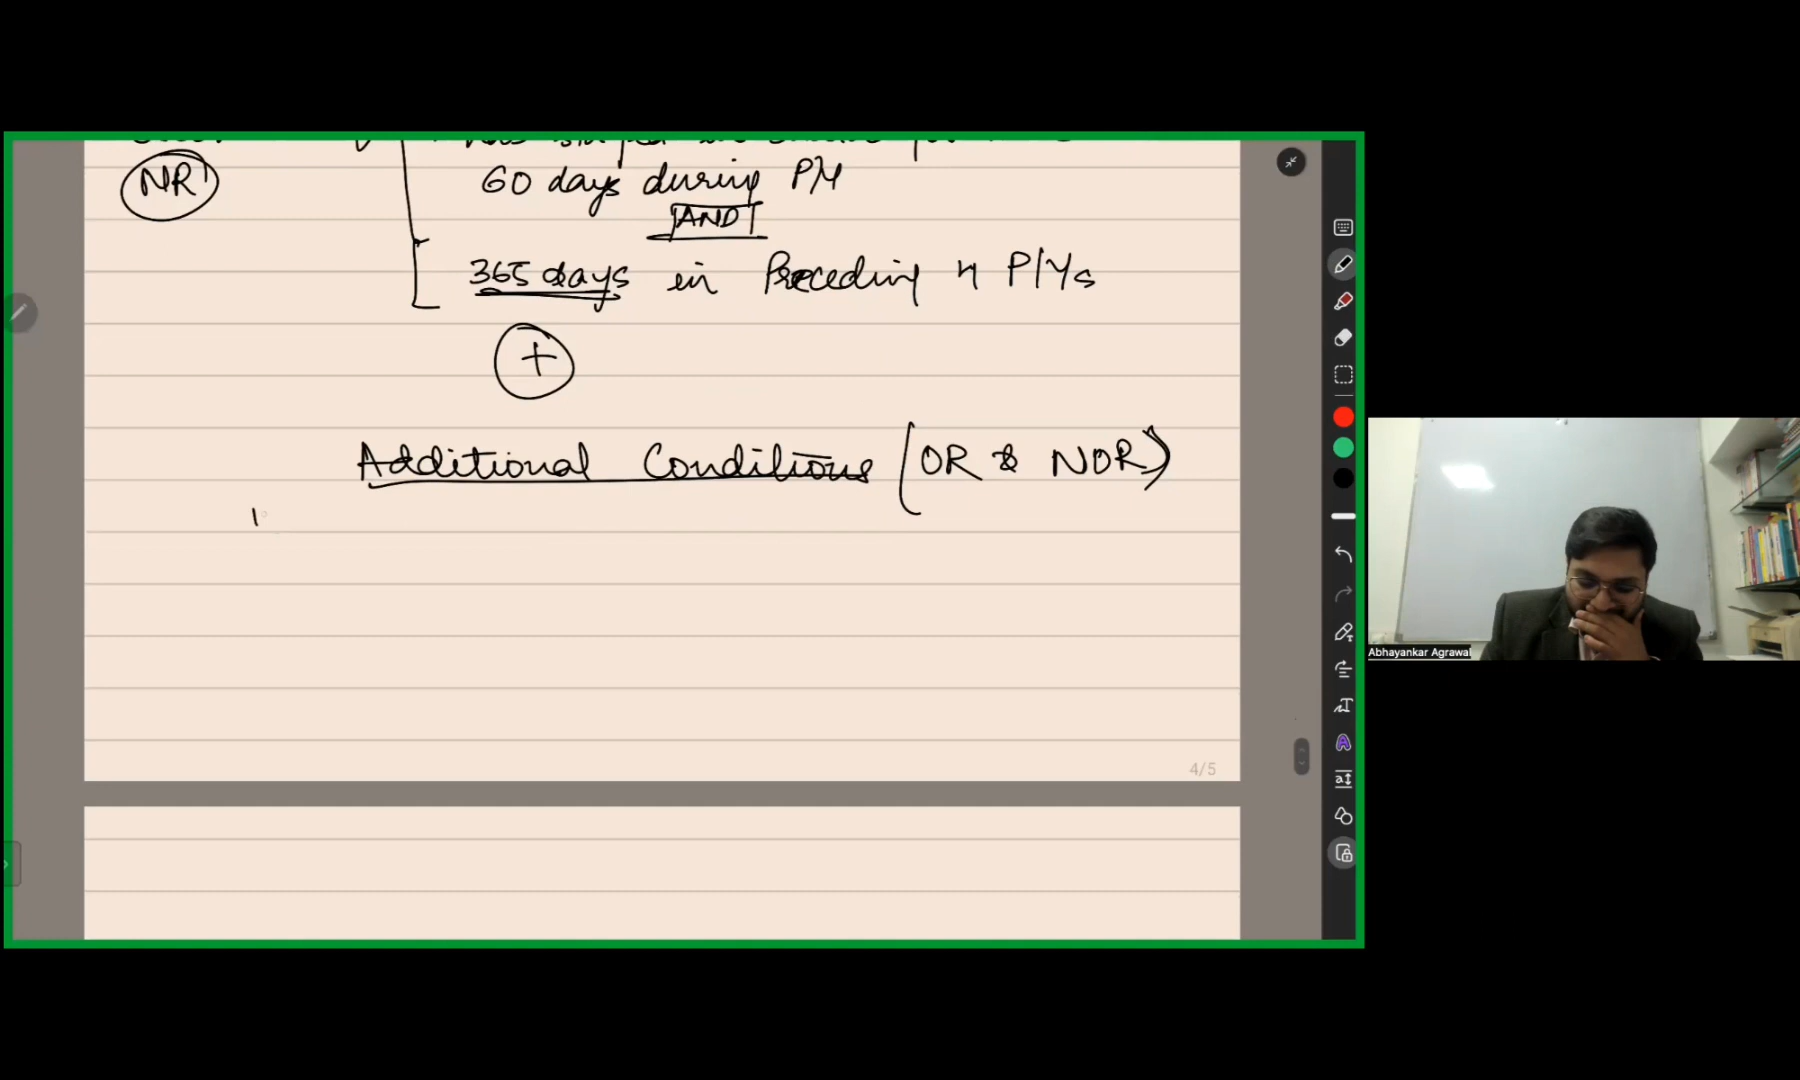 NR
60 days during P/Y
AND
365 days in Preceding 4 P/Ys
+
Additional Conditions (OR & NOR)
1
4/5
Abhayankar Agrawal